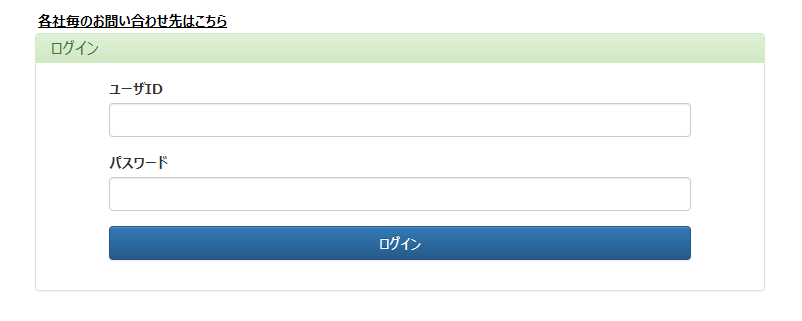 各社毎のお問い合わせ先はこちら
ログイン
ユーザID
パスワード
ログイン